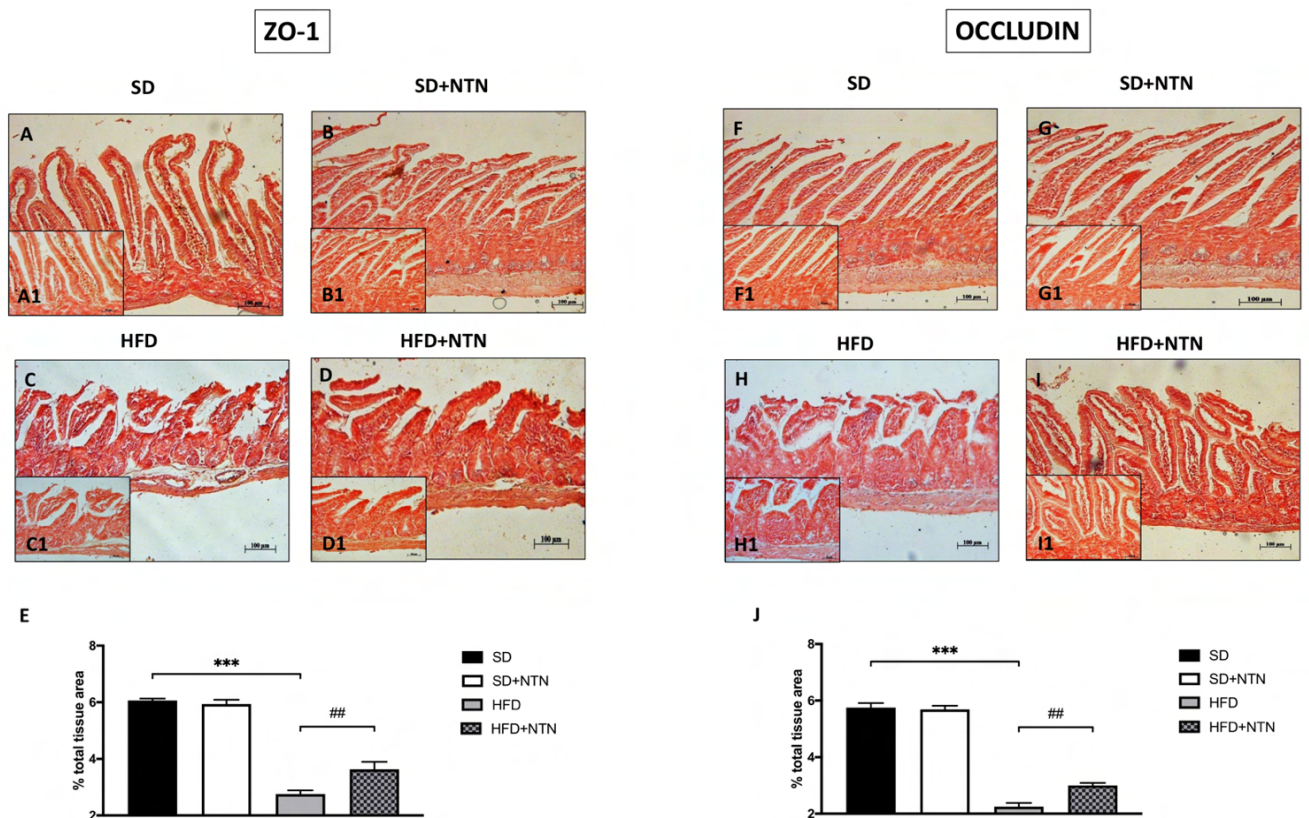 ZO-1
OCCLUDIN
SD
SD+NTN
SD
SD+NTN
A
B
F
G
A1
B1
F1
G1
100 µm
100 µm
100 µm
100 µm
HFD
HFD+NTN
HFD
HFD+NTN
C
D
H
I
C1
D1
H1
I1
100 µm
100 µm
100 µm
100 µm
E
% total tissue area
8
6
4
2
***
##
SD
SD+NTN
HFD
HFD+NTN
J
% total tissue area
8
6
4
2
***
##
SD
SD+NTN
HFD
HFD+NTN